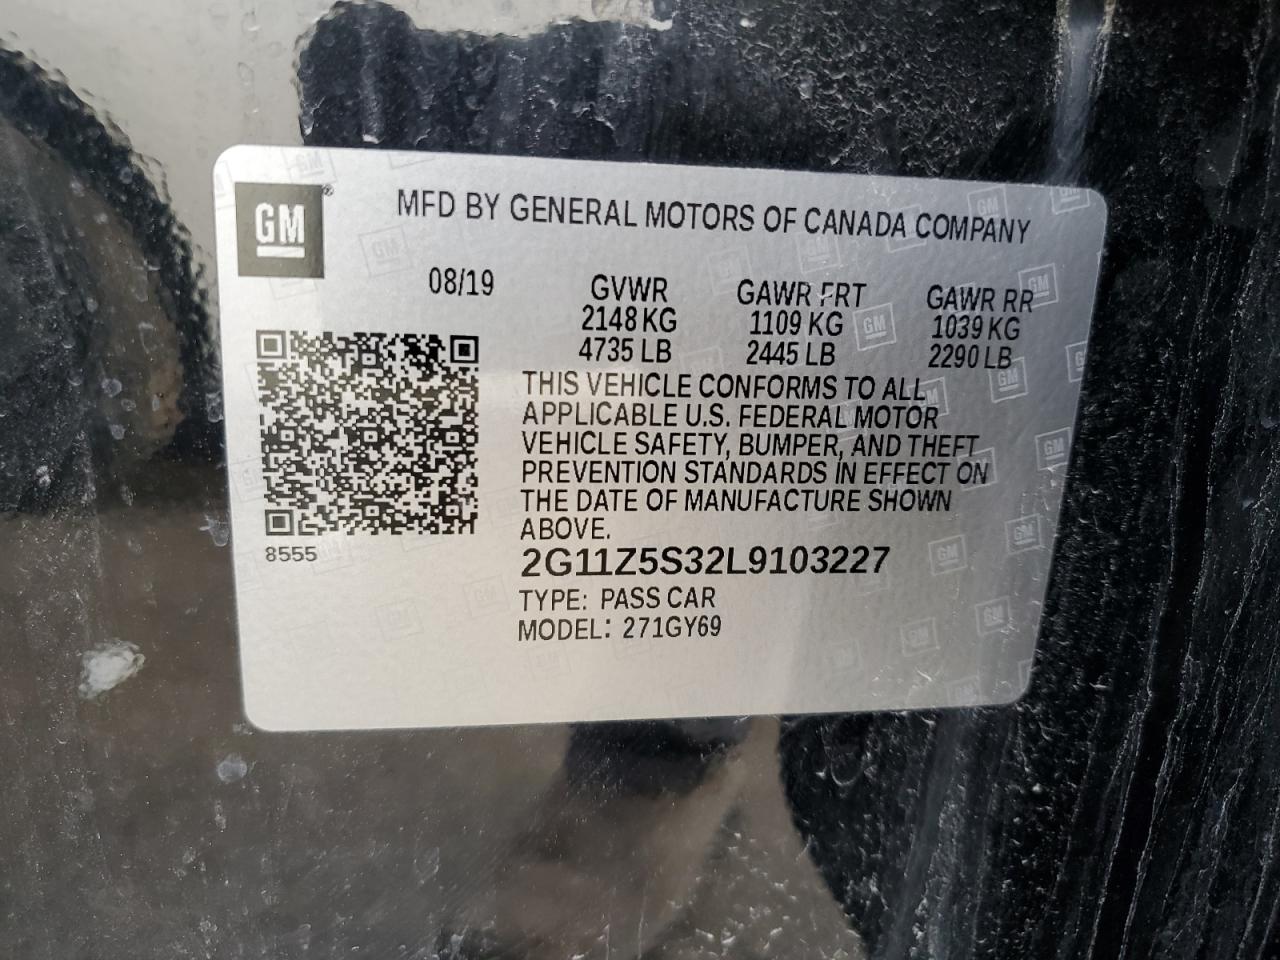 GM®
MFD BY GENERAL MOTORS OF CANADA COMPANY
08/19
GVWR GAWR FRT GAWR RR
2148 KG 1109 KG 1039 KG
4735 LB 2445 LB 2290 LB
THIS VEHICLE CONFORMS TO ALL
APPLICABLE U.S. FEDERAL MOTOR
VEHICLE SAFETY, BUMPER, AND THEFT
PREVENTION STANDARDS IN EFFECT ON
THE DATE OF MANUFACTURE SHOWN
ABOVE.
8555
2G11Z5S32L9103227
TYPE: PASS CAR
MODEL: 271GY69